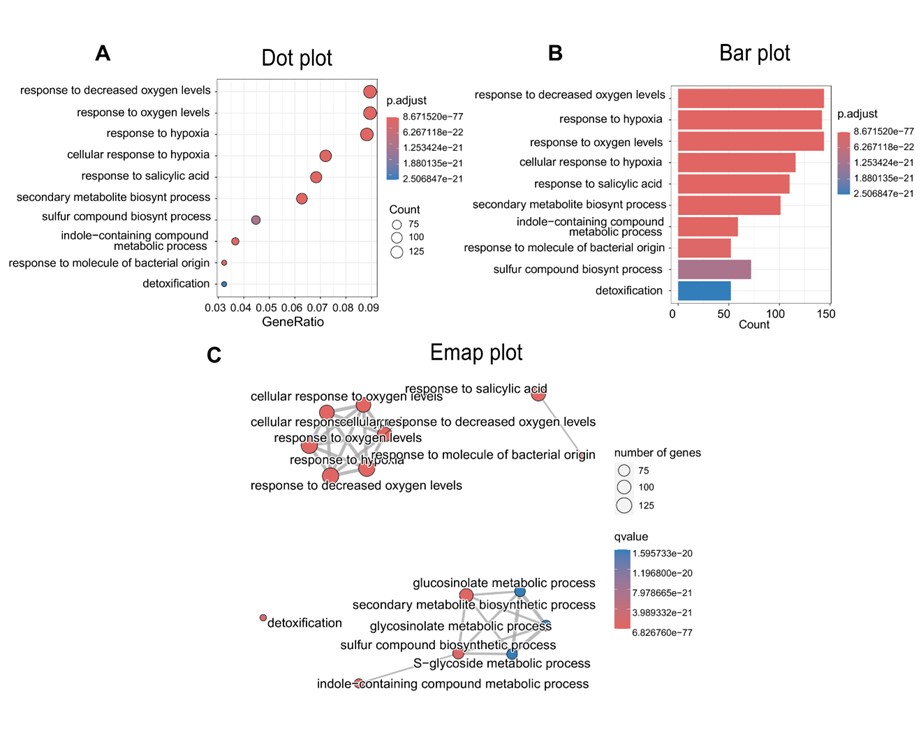 A
Dot plot
response to decreased oxygen levels
response to oxygen levels
response to hypoxia
cellular response to hypoxia
response to salicylic acid
secondary metabolite biosynt process
sulfur compound biosynt process
indole−containing compound
metabolic process
response to molecule of bacterial origin
detoxification
0.03 0.04 0.05 0.06 0.07 0.08 0.09
GeneRatio
p.adjust
8.671520e−77
6.267118e−22
1.253424e−21
1.880135e−21
2.506847e−21
Count
75
100
125
B
Bar plot
response to decreased oxygen levels
response to hypoxia
response to oxygen levels
cellular response to hypoxia
response to salicylic acid
secondary metabolite biosynt process
indole−containing compound
metabolic process
response to molecule of bacterial origin
sulfur compound biosynt process
detoxification
0 50 100 150
Count
p.adjust
8.671520e−77
6.267118e−22
1.253424e−21
1.880135e−21
2.506847e−21
C
Emap plot
response to salicylic acid
cellular response to oxygen levels
cellular response to decreased oxygen levels
response to oxygen levels
response to molecule of bacterial origin
response to hypoxia
response to decreased oxygen levels
number of genes
75
100
125
qvalue
1.595733e−20
1.196800e−20
7.978665e−21
3.989332e−21
6.826760e−77
glucosinolate metabolic process
secondary metabolite biosynthetic process
detoxification
glycosinolate metabolic process
sulfur compound biosynthetic process
S−glycoside metabolic process
indole−containing compound metabolic process